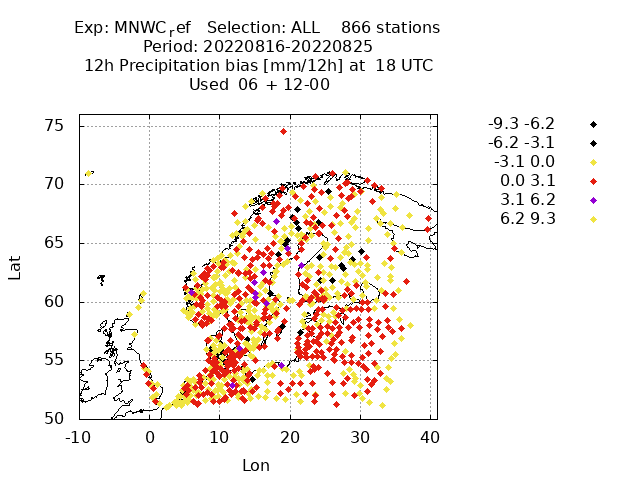 Exp: MNWC_ref   Selection: ALL    866 stations
Period: 20220816-20220825
12h Precipitation bias [mm/12h] at  18 UTC
Used  06 + 12-00
-9.3 -6.2
-6.2 -3.1
-3.1 0.0
0.0 3.1
3.1 6.2
6.2 9.3
75
70
65
60
55
50
Lat
-10 0 10 20 30 40
Lon